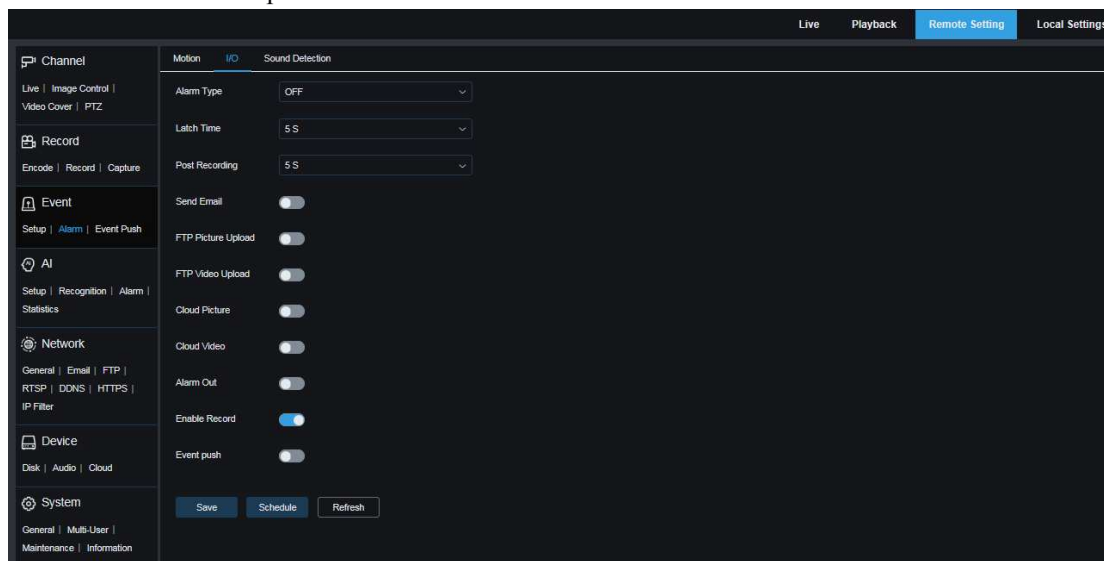 Live Playback Remote Setting Local Settings
Channel
Live | Image Control |
Video Cover | PTZ
Record
Encode | Record | Capture
Event
Setup | Alarm | Event Push
AI
Setup | Recognition | Alarm |
Statistics
Network
General | Email | FTP |
RTSP | DDNS | HTTPS |
IP Filter
Device
Disk | Audio | Cloud
System
General | Multi-User |
Maintenance | Information
Motion I/O Sound Detection
Alarm Type OFF
Latch Time 5 S
Post Recording 5 S
Send Email
FTP Picture Upload
FTP Video Upload
Cloud Picture
Cloud Video
Alarm Out
Enable Record
Event push
Save Schedule Refresh